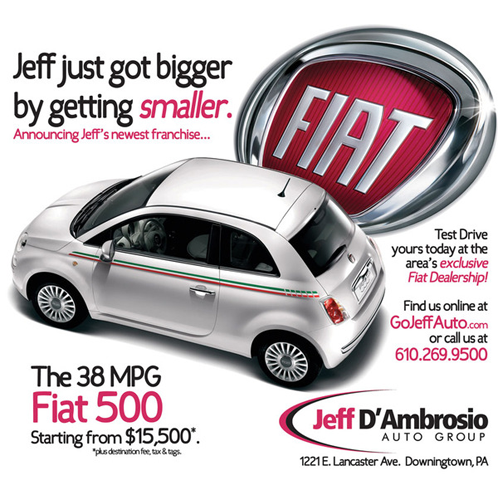 Jeff just got bigger
by getting smaller.
Announcing Jeff's newest franchise...
FIAT
Test Drive
yours today at the
area's exclusive
Fiat Dealership!
Find us online at
GoJeffAuto.com
or call us at
610.269.9500
The 38 MPG
Fiat 500
Starting from $15,500*.
*plus destination fee, tax & tags.
Jeff D'Ambrosio
AUTO GROUP
1221 E. Lancaster Ave. Downingtown, PA